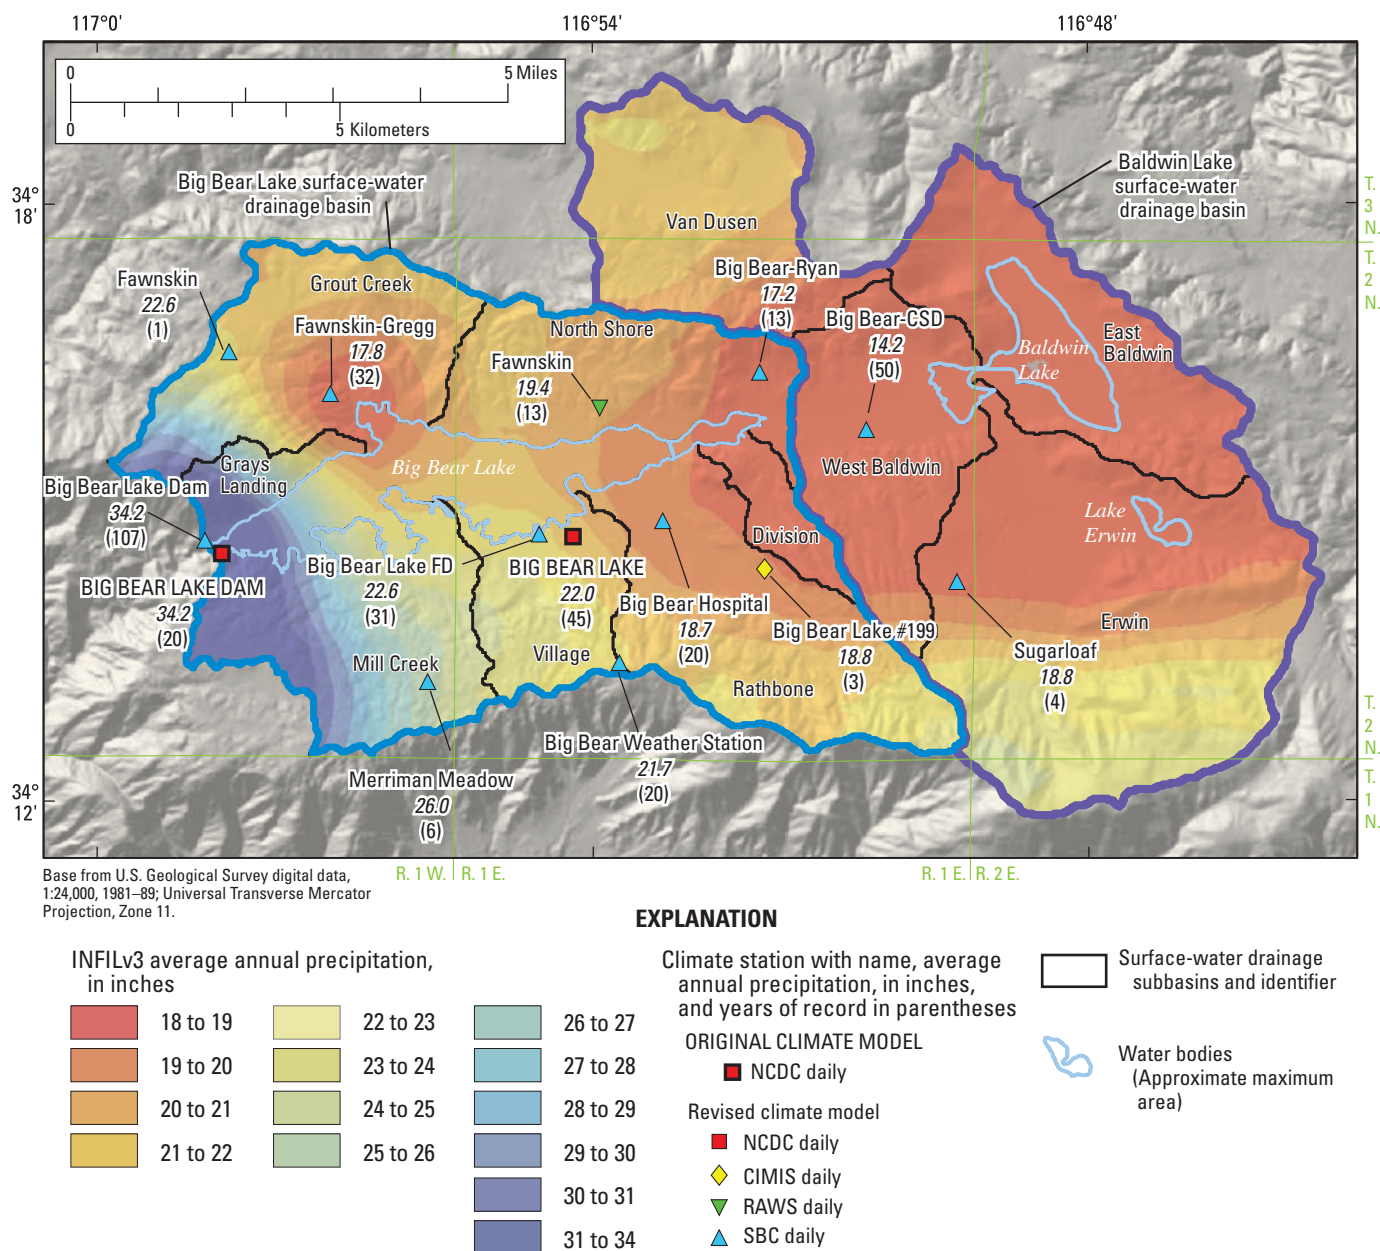 117°0'
116°54'
116°48'
0
5 Miles
0
5 Kilometers
34°
18'
34°
12'
T.
3
N.
T.
2
N.
T.
2
N.
T.
1
N.
Big Bear Lake surface-water
drainage basin
Baldwin Lake
surface-water
drainage basin
Van Dusen
Fawnskin
22.6
(1)
Grout Creek
Fawnskin-Gregg
17.8
(32)
North Shore
Fawnskin
19.4
(13)
Big Bear-Ryan
17.2
(13)
Big Bear-CSD
14.2
(50)
Baldwin
Lake
East
Baldwin
Grays
Landing
Big Bear Lake
West Baldwin
Big Bear Lake Dam
34.2
(107)
Lake
Erwin
Division
BIG BEAR LAKE DAM
34.2
(20)
Big Bear Lake FD
22.6
(31)
BIG BEAR LAKE
22.0
(45)
Big Bear Hospital
18.7
(20)
Big Bear Lake, #199
18.8
(3)
Erwin
Sugarloaf
18.8
(4)
Mill Creek
Village
Rathbone
Merriman Meadow
26.0
(6)
Big Bear Weather Station
21.7
(20)
R. 1 W.
R. 1 E.
R. 1 E.
R. 2 E.
Base from U.S. Geological Survey digital data,
1:24,000, 1981–89; Universal Transverse Mercator
Projection, Zone 11.
EXPLANATION
INFILv3 average annual precipitation,
in inches
18 to 19
19 to 20
20 to 21
21 to 22
22 to 23
23 to 24
24 to 25
25 to 26
26 to 27
27 to 28
28 to 29
29 to 30
30 to 31
31 to 34
Climate station with name, average
annual precipitation, in inches,
and years of record in parentheses
ORIGINAL CLIMATE MODEL
NCDC daily
Revised climate model
NCDC daily
CIMIS daily
RAWS daily
SBC daily
Surface-water drainage
subbasins and identifier
Water bodies
(Approximate maximum
area)